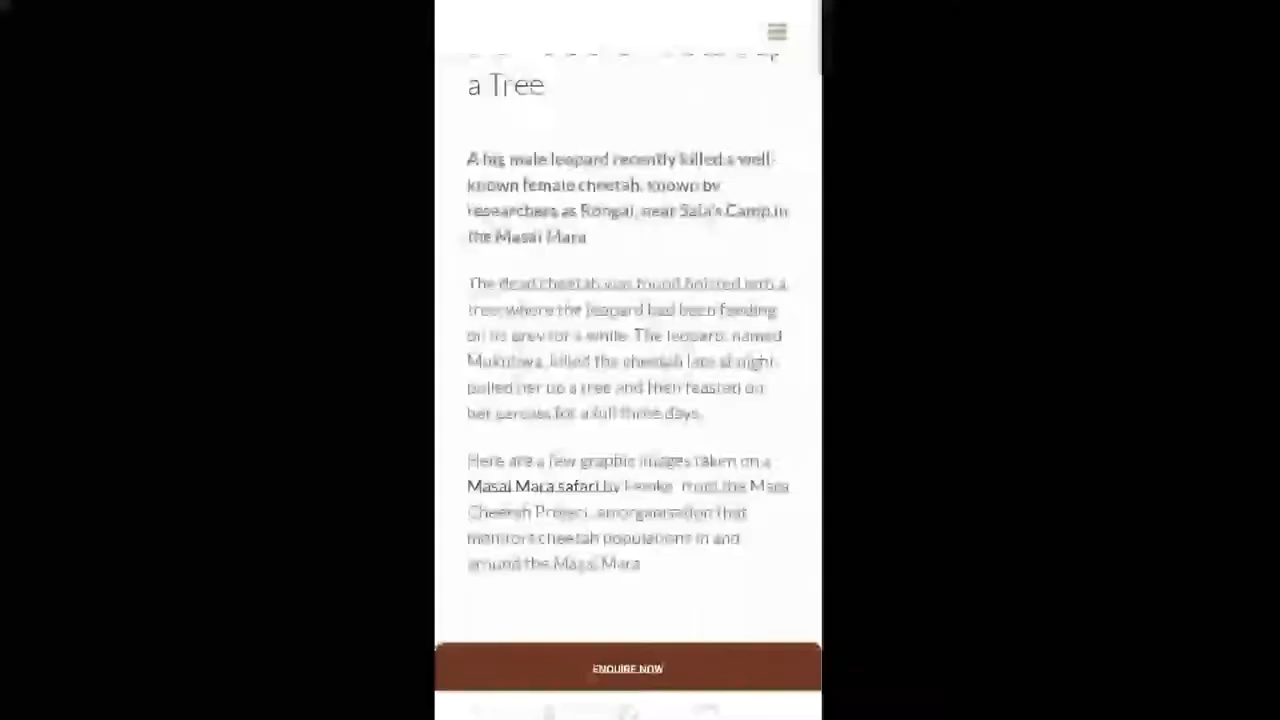 a Tree
A big male leopard recently killed a well-
known female cheetah, known by
researchers as Rongai, near Sala's Camp in
the Masai Mara
The dead cheetah was found hoisted into a
tree where the leopard had been feeding
on its prey for a while. The leopard, named
killed the cheetah late at night,
pulled her up a tree and then feasted on
her carcass for a full three days.
Here are a few graphic images taken on a
Masai Mara safari by from the Mara
Cheetah Project, an organisation that
monitors cheetah populations in and
around the Masai Mara
ENQUIRE NOW